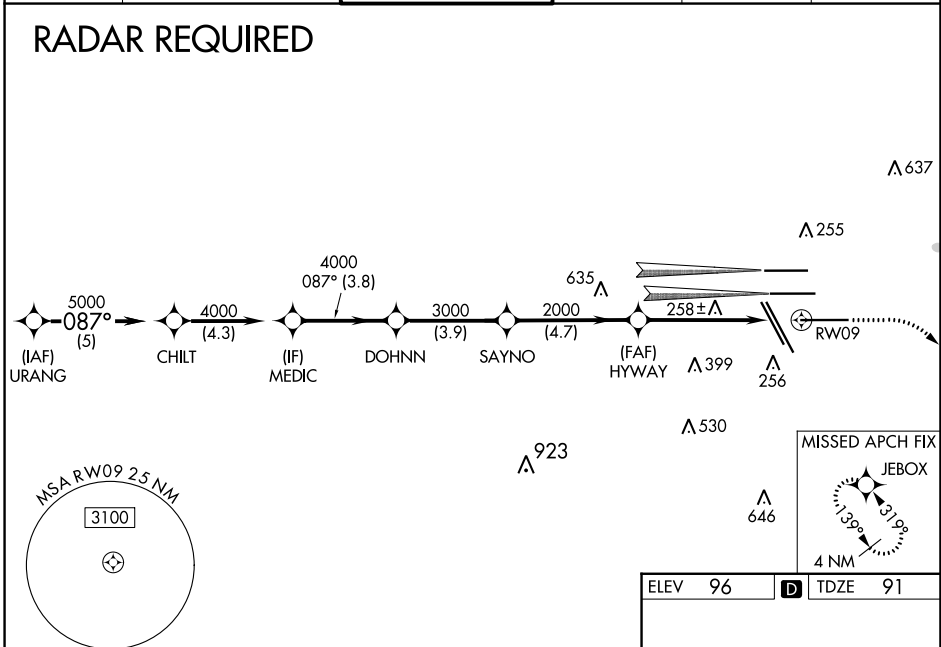 RADAR REQUIRED
637
255
4000
087° (3.8)
635
5000
087°
(5)
4000
(4.3)
3000
(3.9)
2000
(4.7)
258±
RW09
(IAF)
URANG
CHILT
(IF)
MEDIC
DOHNN
SAYNO
(FAF)
HYWAY
399
256
530
923
MISSED APCH FIX
JEBOX
139°
319°
4 NM
646
MSA RW09 25 NM
3100
ELEV 96 D TDZE 91